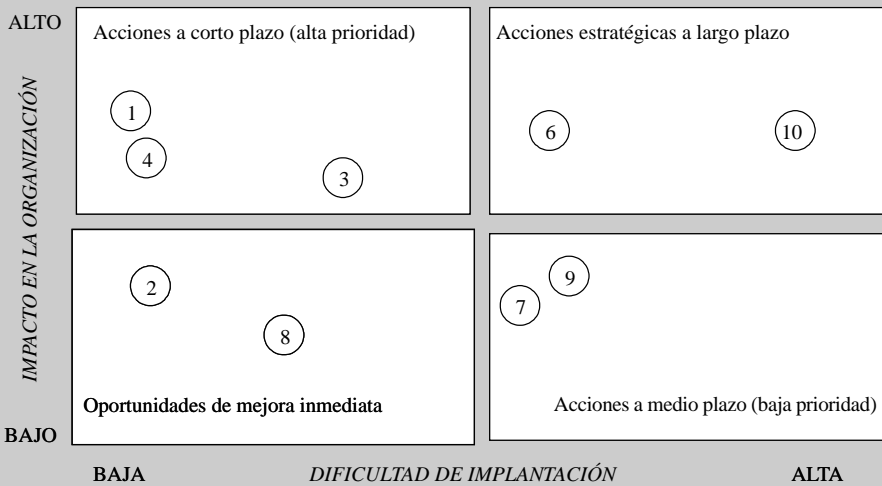 ALTO
IMPACTO EN LA ORGANIZACIÓN
Acciones a corto plazo (alta prioridad)
1
4
3
Acciones estratégicas a largo plazo
6
10
2
8
Oportunidades de mejora inmediata
9
7
Acciones a medio plazo (baja prioridad)
BAJO
BAJA
DIFICULTAD DE IMPLANTACIÓN
ALTA